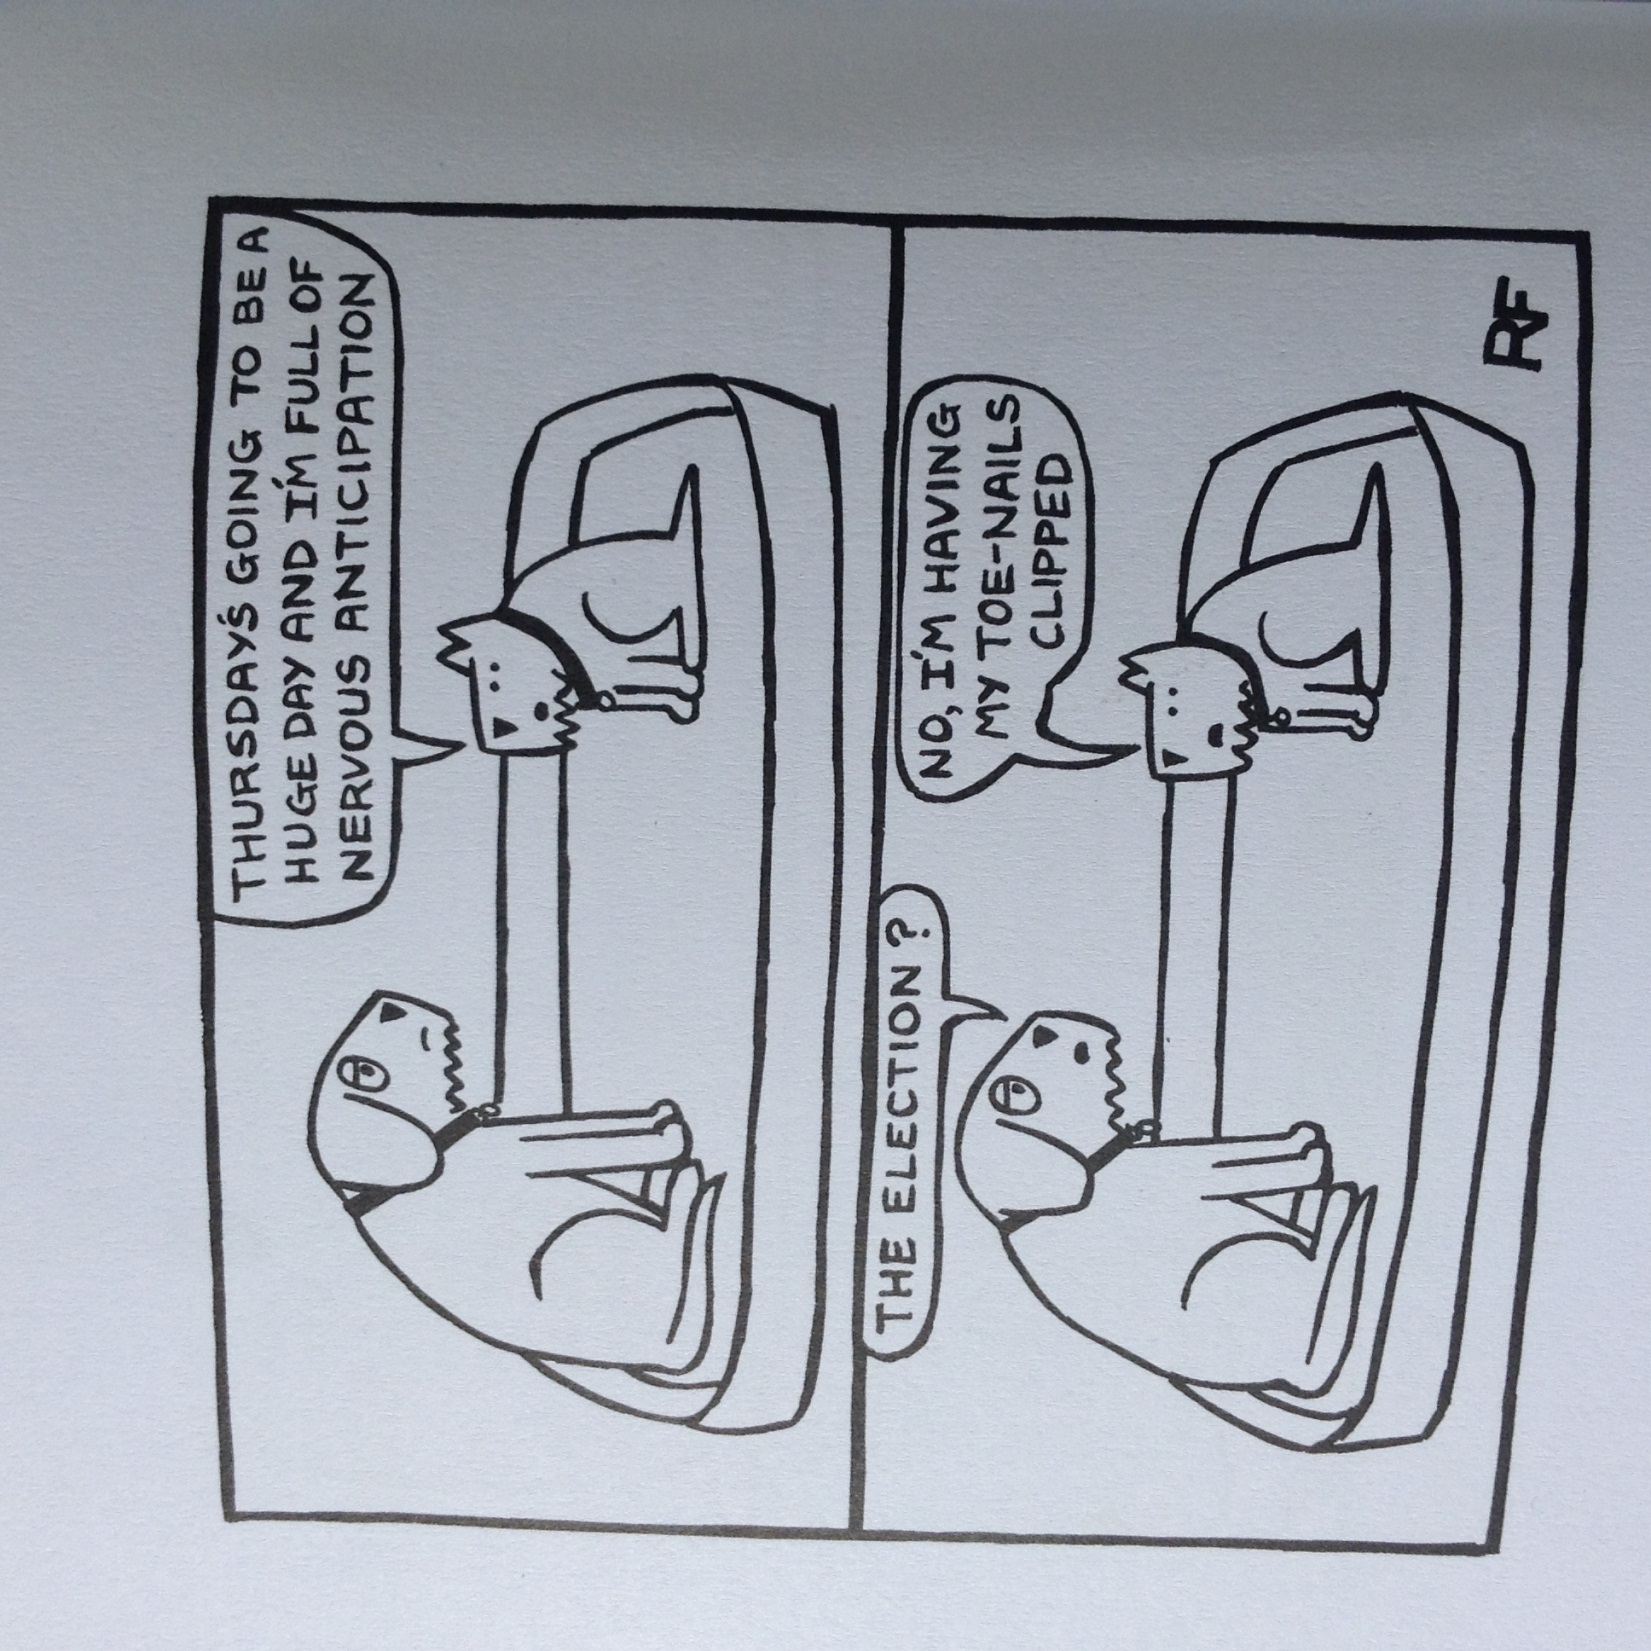 THURSDAY'S GOING TO BE A
HUGE DAY AND I'M FULL OF
NERVOUS ANTICIPATION
THE ELECTION?
NO, I'M HAVING
MY TOE-NAILS
CLIPPED
RF